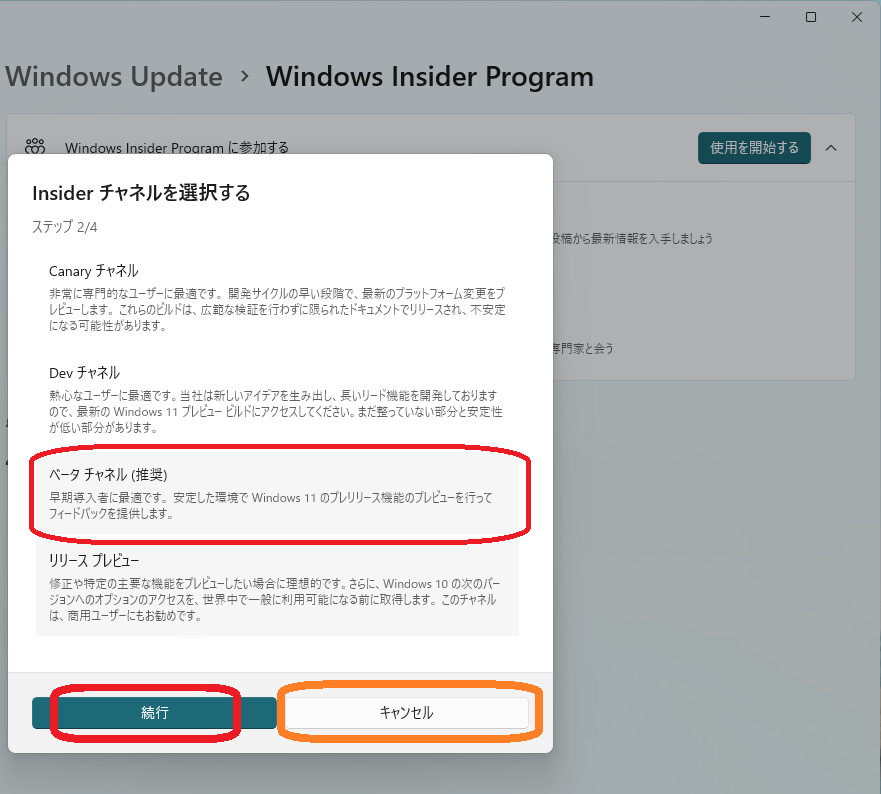 Windows Update › Windows Insider Program
Windows Insider Program に参加する
使用を開始する
Insider チャネルを選択する
ステップ 2/4
投稿から最新情報を入手しましょう
Canary チャネル
非常に専門的なユーザーに最適です。 開発サイクルの早い段階で、最新のプラットフォーム変更をプ
レビューします。 これらのビルドは、広範な検証を行わずに限られたドキュメントでリリースされ、不安定
になる可能性があります。
専門家と会う
Dev チャネル
熱心なユーザーに最適です。当社は新しいアイデアを生み出し、長いリード機能を開発しております
ので、最新の Windows 11 プレビュー ビルドにアクセスしてください。まだ整っていない部分と安定性
が低い部分があります。
ベータ チャネル (推奨)
早期導入者に最適です。 安定した環境で Windows 11 のプレリリース機能のプレビューを行って
フィードバックを提供します。
リリース プレビュー
修正や特定の主要な機能をプレビューしたい場合に理想的です。さらに、Windows 10 の次のバー
ジョンへのオプションのアクセスを、世界中で一般に利用可能になる前に取得します。 このチャネル
は、商用ユーザーにもお勧めです。
続行
キャンセル